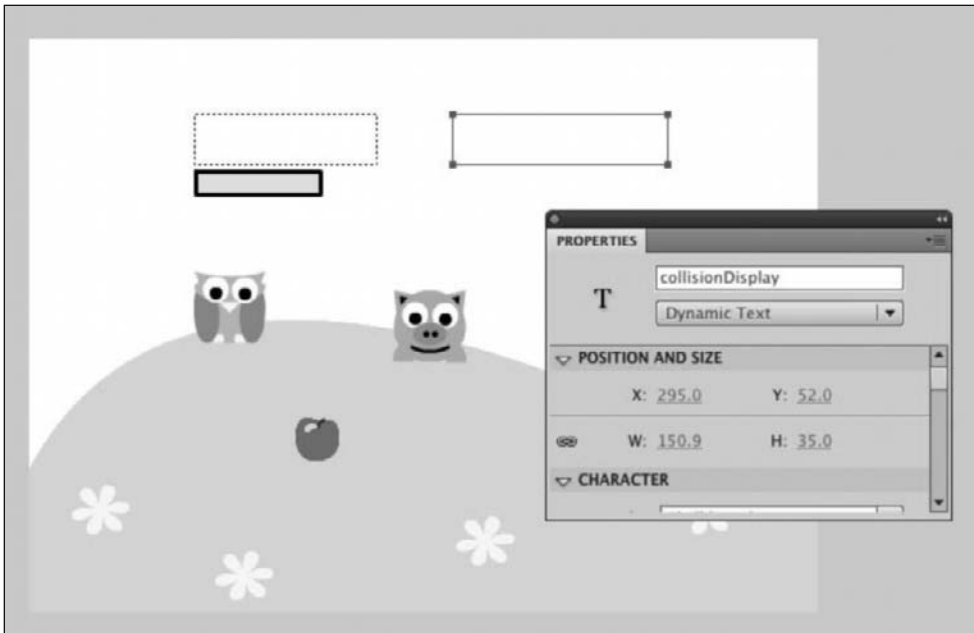 PROPERTIES
collisionDisplay
T
Dynamic Text
POSITION AND SIZE
X: 295.0 Y: 52.0
W: 150.9 H: 35.0
CHARACTER